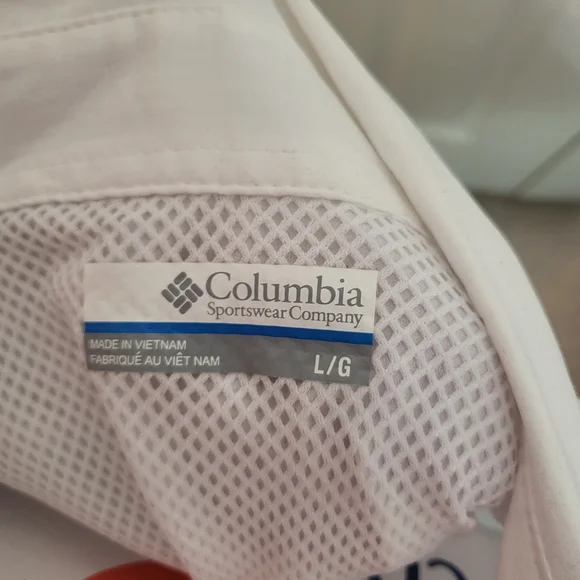 Columbia
Sportswear Company
MADE IN VIETNAM
FABRIQUÉ AU VIÊT NAM
L/G